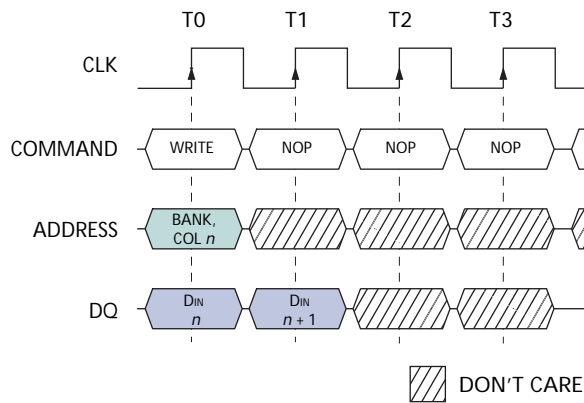 T0 T1 T2 T3
CLK
COMMAND WRITE NOP NOP NOP
ADDRESS BANK,
COL n
DQ DIN DIN
n n + 1
DON'T CARE